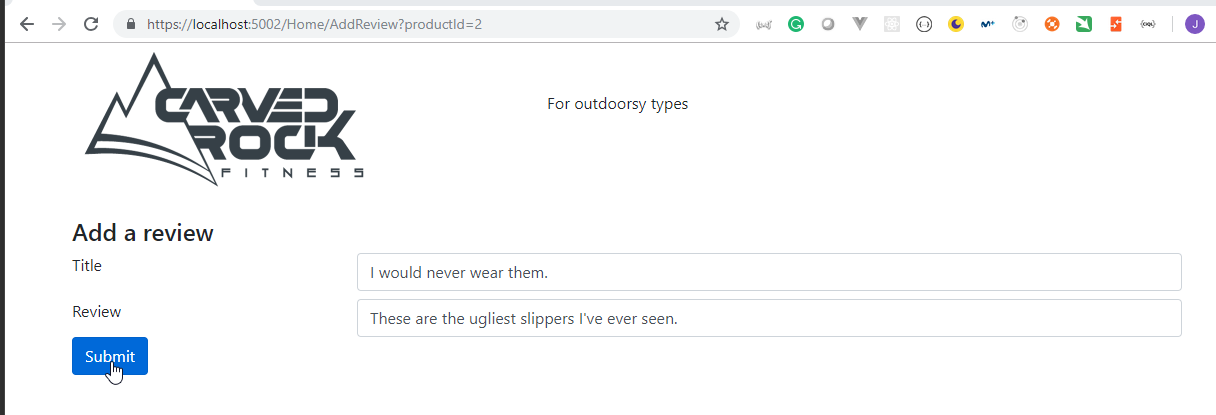 https://localhost:5002/Home/AddReview?productId=2
J
CARVED
ROCK
FITNESS
For outdoorsy types
Add a review
Title
I would never wear them.
Review
These are the ugliest slippers I've ever seen.
Submit